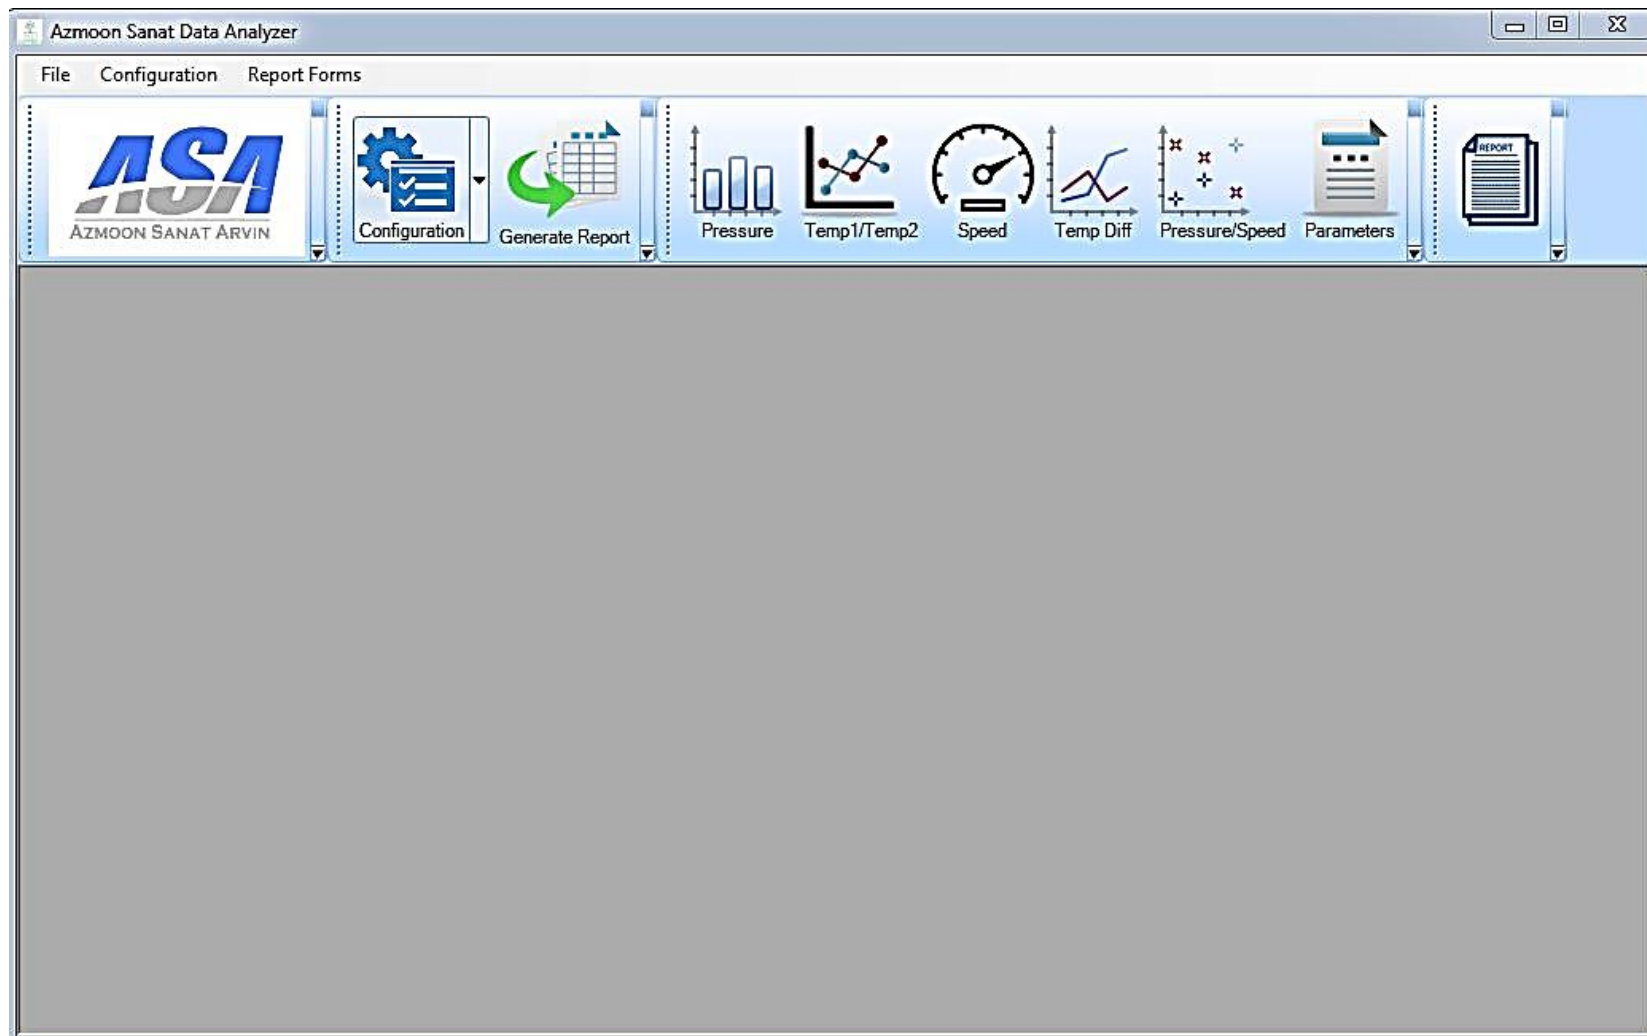 Azmoon Sanat Data Analyzer
File Configuration Report Forms
ASA
AZMOON SANAT ARVIN
Configuration
Generate Report
Pressure
Temp1/Temp2
Speed
Temp Diff
Pressure/Speed
Parameters
REPORT